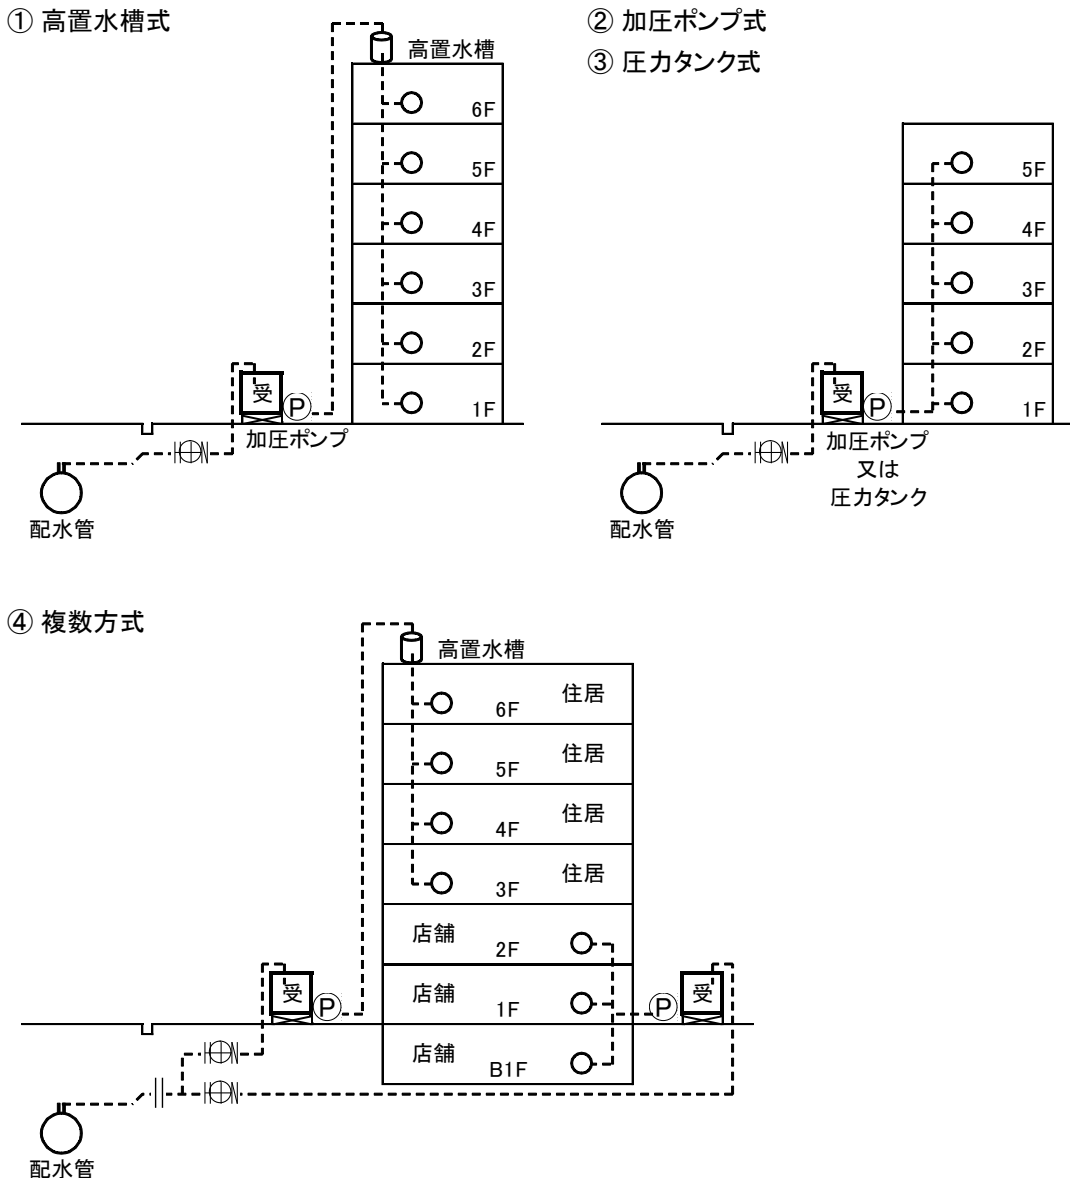 ① 高置水槽式
高置水槽
6F
5F
4F
3F
2F
1F
受
P
加圧ポンプ
配水管
② 加圧ポンプ式
③ 圧力タンク式
5F
4F
3F
2F
1F
受
P
加圧ポンプ
又は
圧力タンク
配水管
④ 複数方式
高置水槽
6F 住居
5F 住居
4F 住居
3F 住居
店舗 2F
受 P 店舗 1F P 受
店舗 B1F
配水管